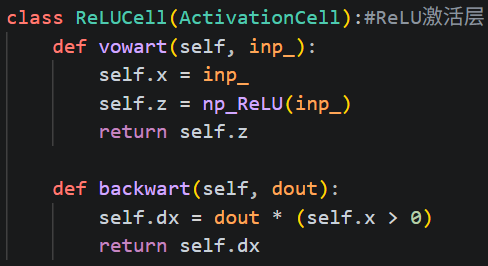 class ReLUCell(ActivationCell):#ReLU激活层
    def vowart(self, inp_):
        self.x = inp_
        self.z = np_ReLU(inp_)
        return self.z

    def backwart(self, dout):
        self.dx = dout * (self.x > 0)
        return self.dx